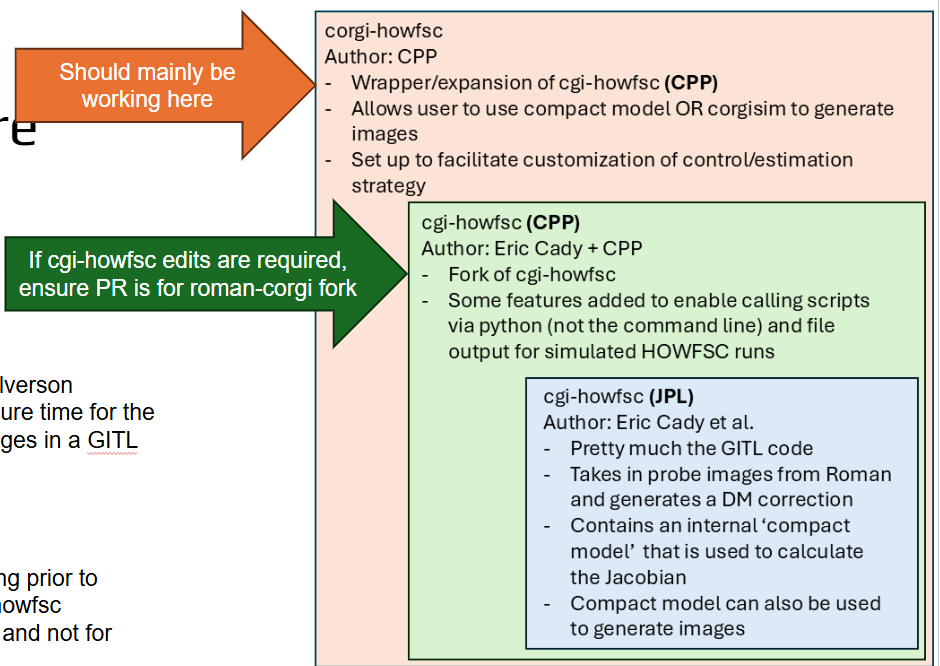 re
lverson
ure time for the
ges in a GITL
ng prior to
nowfsc
and not for
Should mainly be
working here
If cgi-howfsc edits are required,
ensure PR is for roman-corgi fork
corgi-howfsc
Author: CPP
- Wrapper/expansion of cgi-howfsc (CPP)
- Allows user to use compact model OR corgisim to generate
images
- Set up to facilitate customization of control/estimation
strategy
cgi-howfsc (CPP)
Author: Eric Cady + CPP
- Fork of cgi-howfsc
- Some features added to enable calling scripts
via python (not the command line) and file
output for simulated HOWFSC runs
cgi-howfsc (JPL)
Author: Eric Cady et al.
- Pretty much the GITL code
- Takes in probe images from Roman
and generates a DM correction
- Contains an internal ‘compact
model’ that is used to calculate
the Jacobian
- Compact model can also be used
to generate images